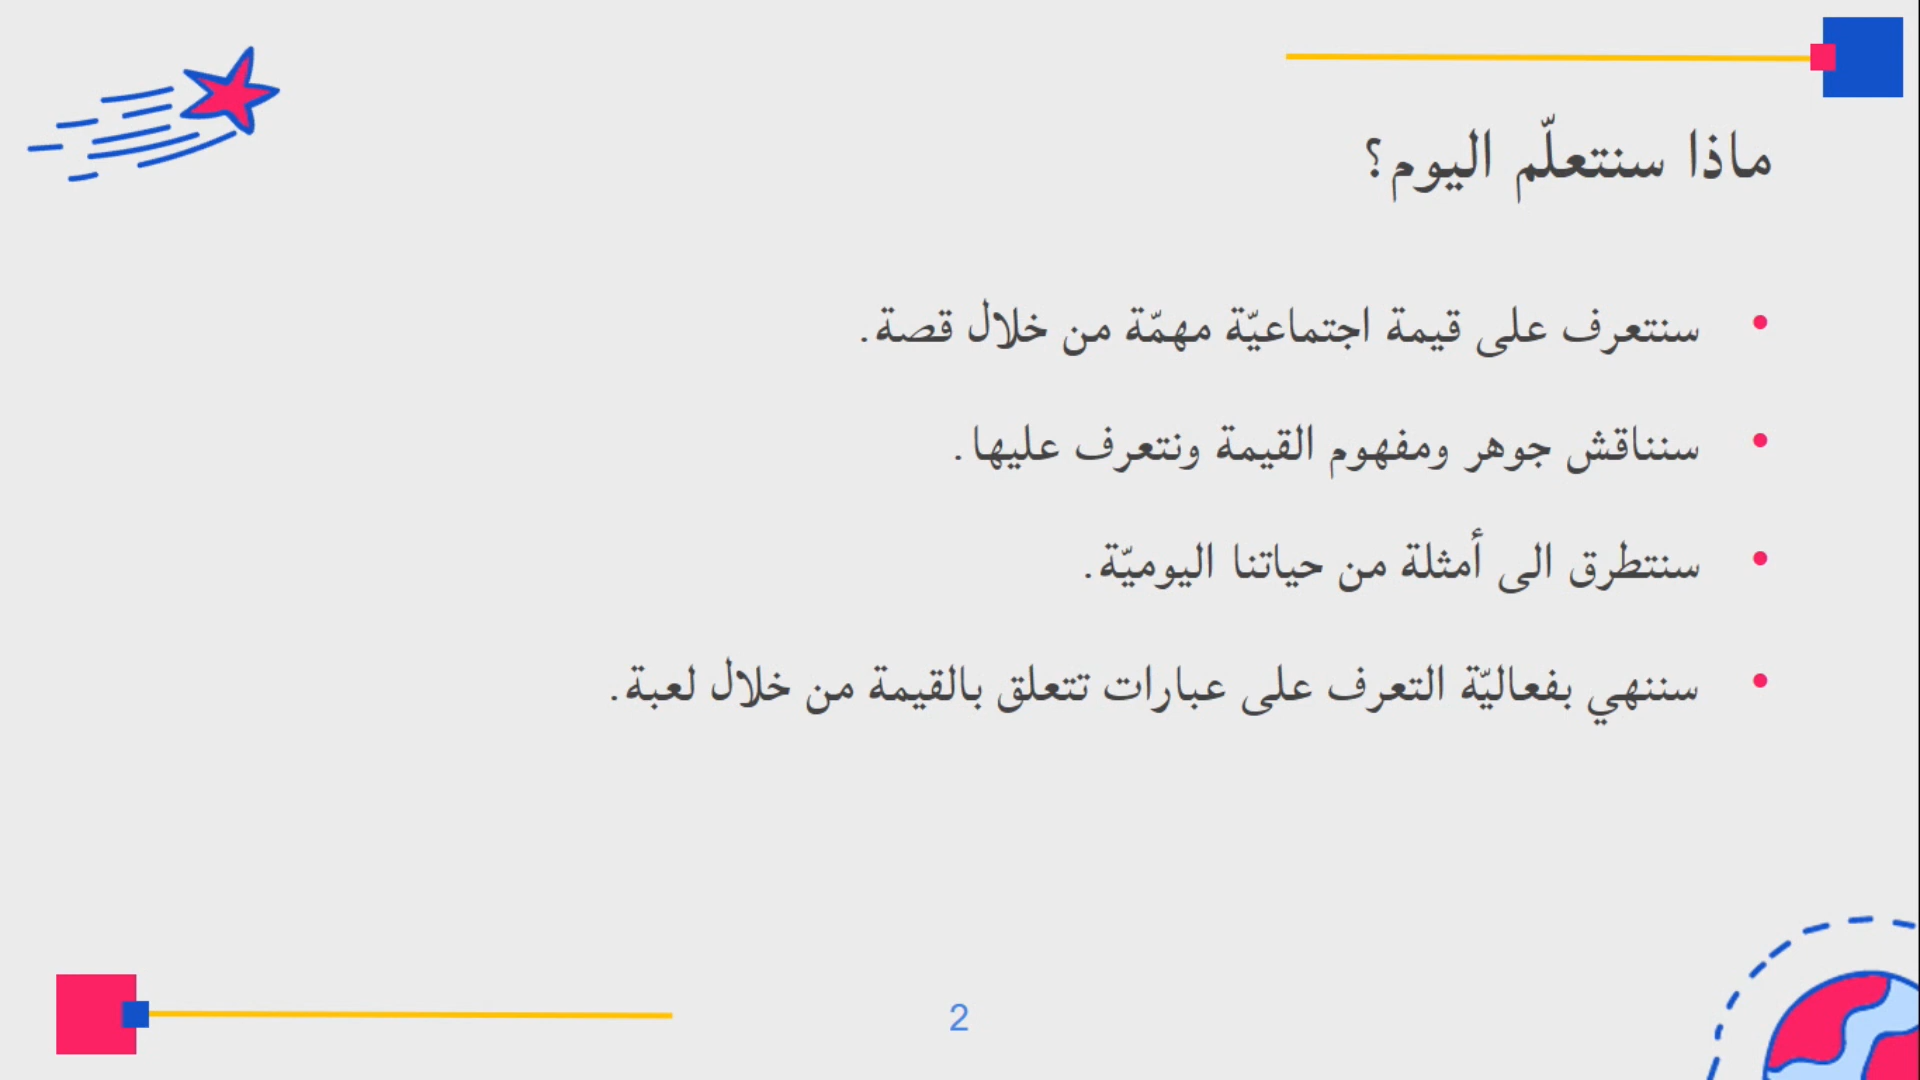 ماذا سنتعلّم اليوم؟
• سنتعرف على قيمة اجتماعيّة مهمّة من خلال قصة.
• سنناقش جوهر ومفهوم القيمة ونتعرف عليها.
• سنتطرق الى أمثلة من حياتنا اليوميّة.
• سننهي بفعاليّة التعرف على عبارات تتعلق بالقيمة من خلال لعبة.
2